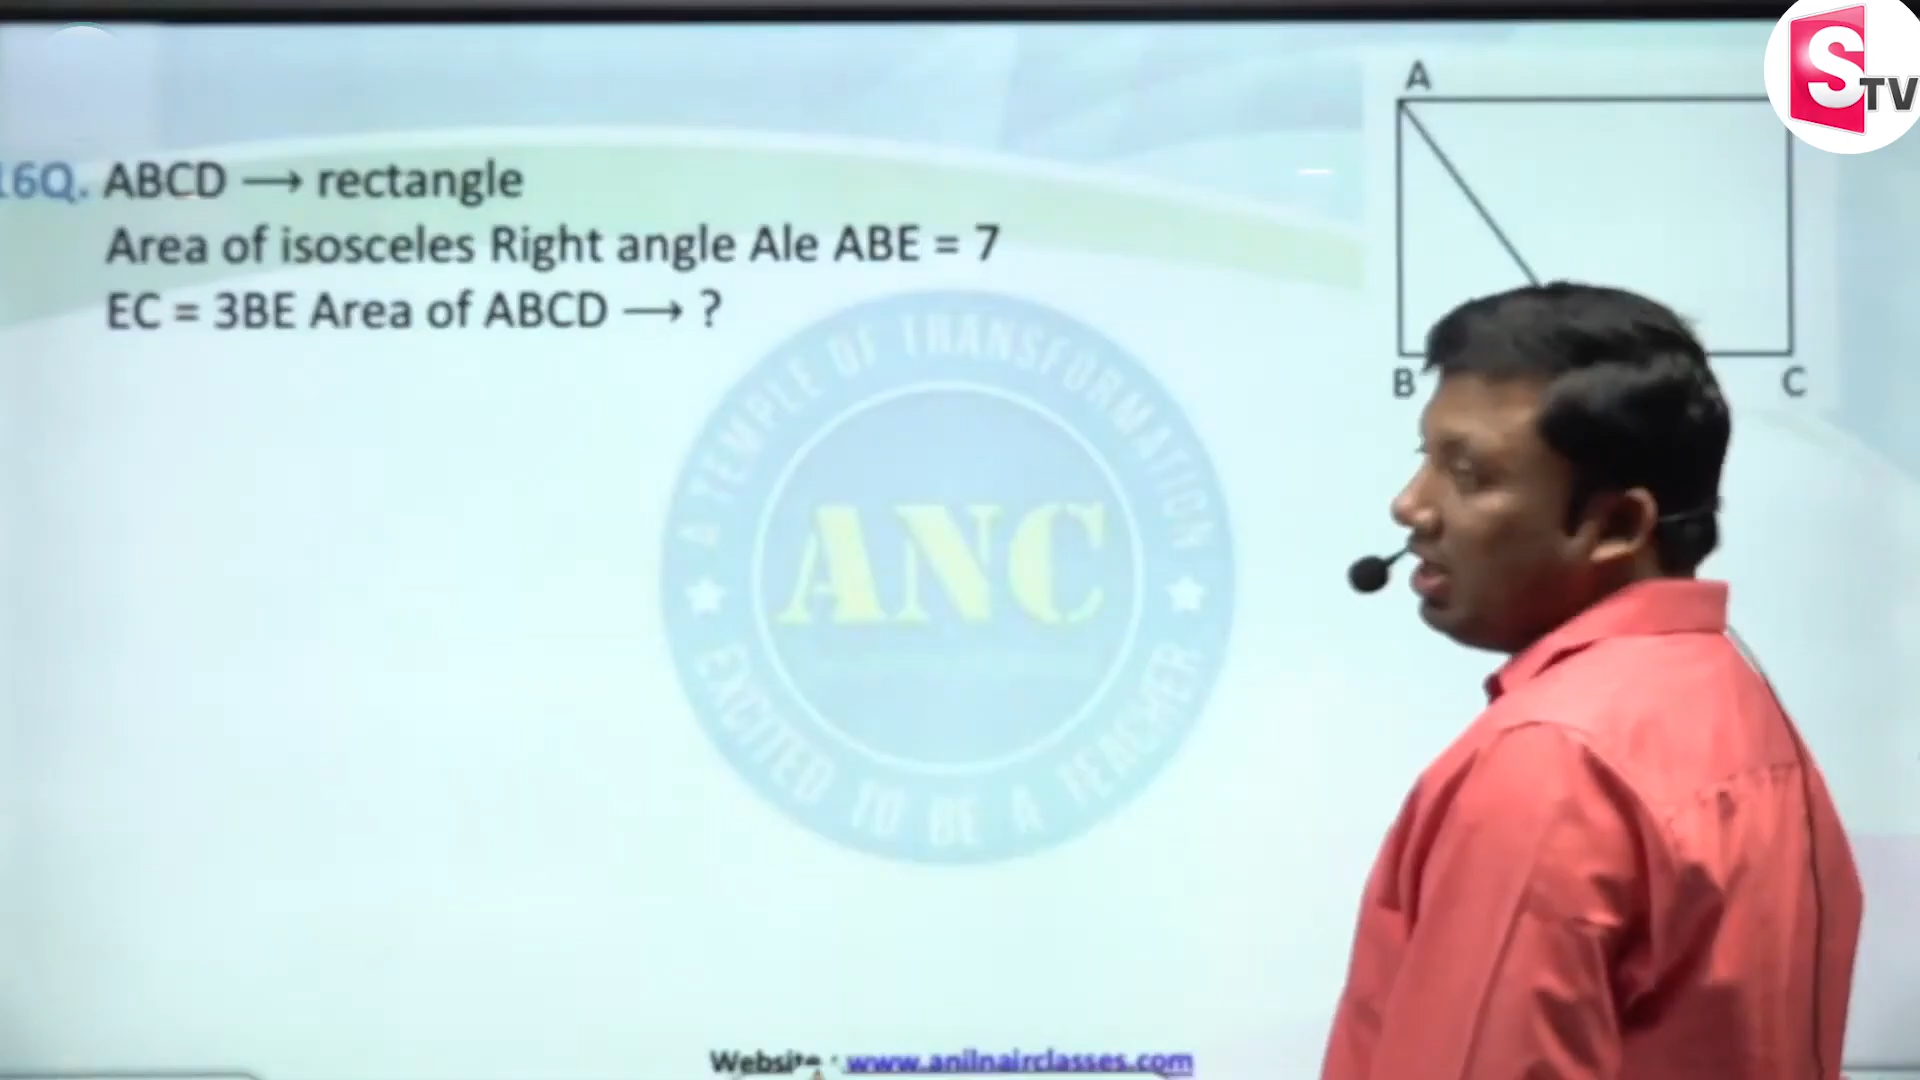 S TV
A
16Q. ABCD → rectangle
Area of isosceles Right angle Ale ABE = 7
EC = 3BE Area of ABCD → ?
B
C
A TEMPLE OF TRANSFORMATION
ANC
EXCITED TO BE A TEACHER
Website : www.anilnairclasses.com